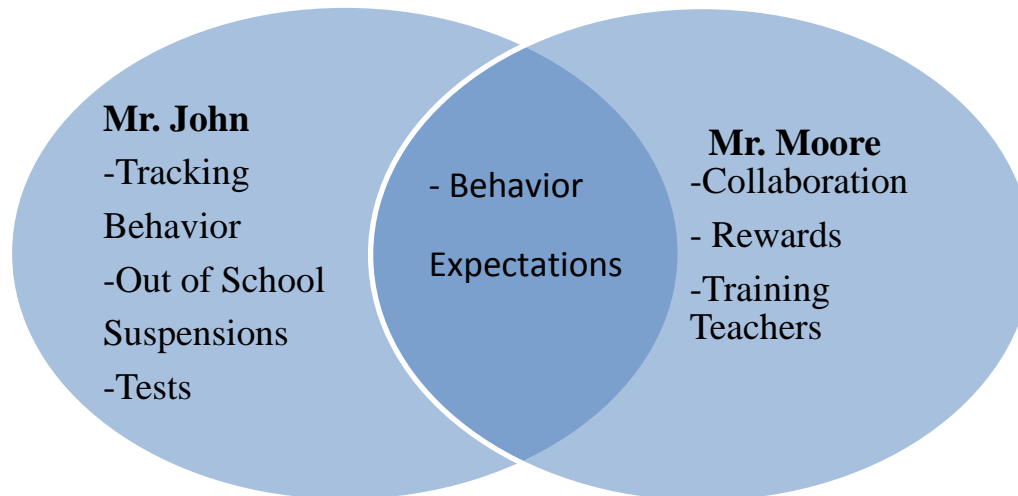 Mr. John
-Tracking
Behavior
-Out of School
Suspensions
-Tests
- Behavior
Expectations
Mr. Moore
-Collaboration
- Rewards
-Training
Teachers